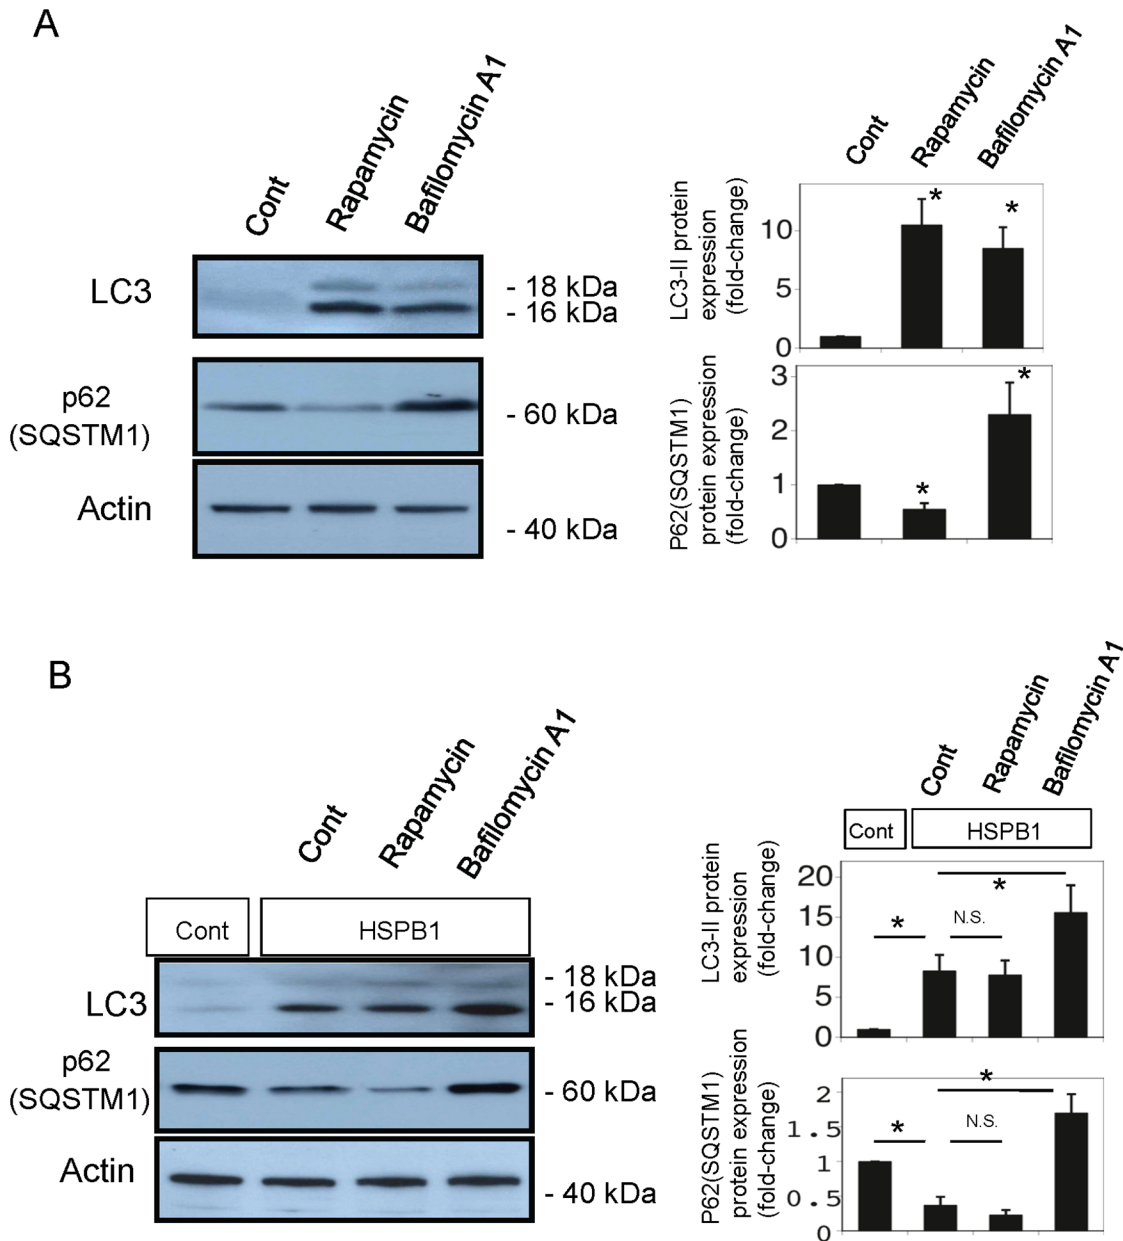 A
Cont
Rapamycin
Bafilomycin A1
LC3
- 18 kDa
- 16 kDa
p62
(SQSTM1)
- 60 kDa
Actin
- 40 kDa
Cont
Rapamycin
Bafilomycin A1
LC3-II protein
expression
(fold-change)
10
5
0
*
*
P62(SQSTM1)
protein expression
(fold-change)
3
2
1
0
*
*
B
Cont
Rapamycin
Bafilomycin A1
Cont
HSPB1
LC3
- 18 kDa
- 16 kDa
p62
(SQSTM1)
- 60 kDa
Actin
- 40 kDa
Cont
Rapamycin
Bafilomycin A1
Cont
HSPB1
LC3-II protein
expression
(fold-change)
20
15
10
5
0
*
N.S.
*
P62(SQSTM1)
protein expression
(fold-change)
2
1.5
1
0.5
0
*
N.S.
*